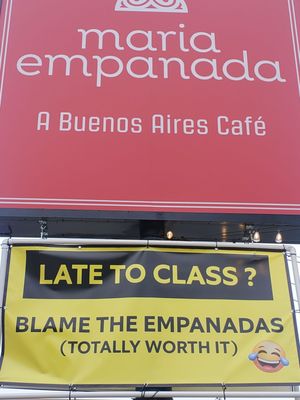 maria
empanada
A Buenos Aires Café
LATE TO CLASS ?
BLAME THE EMPANADAS
(TOTALLY WORTH IT)